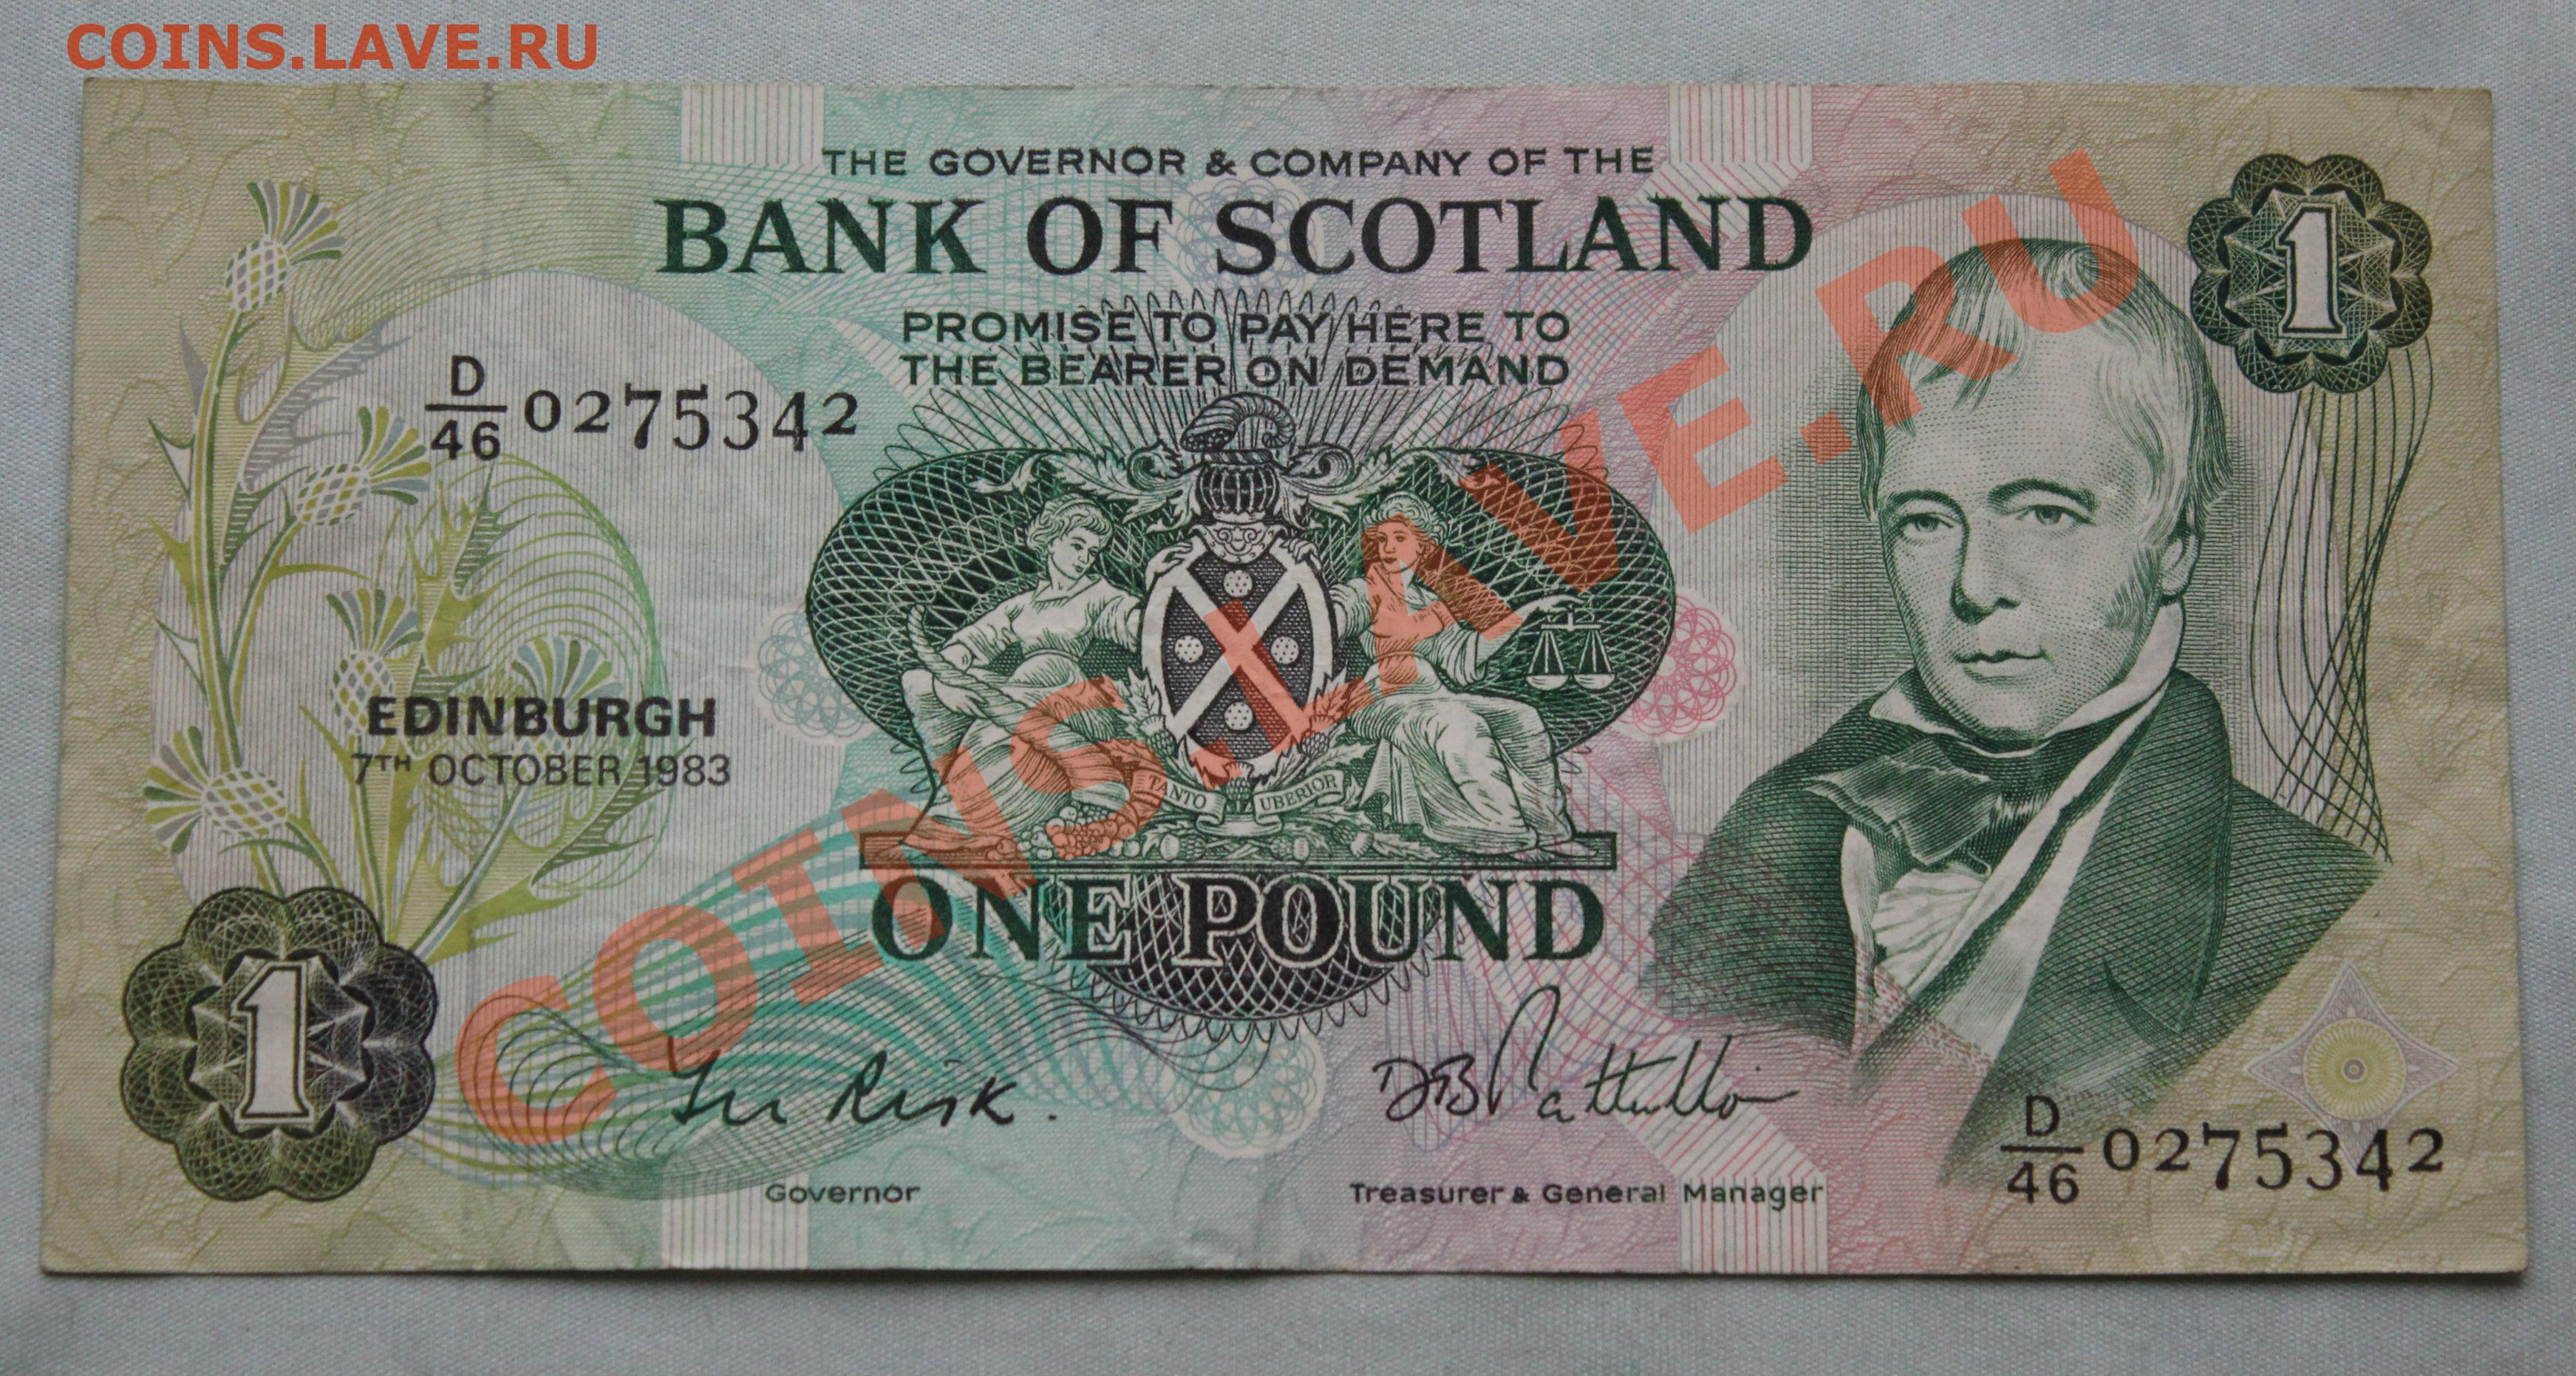 COINS.LAVE.RU
THE GOVERNOR & COMPANY OF THE
BANK OF SCOTLAND
PROMISE TO PAY HERE TO
THE BEARER ON DEMAND
1
D/46 0275342
EDINBURGH
7TH OCTOBER 1983
TANTO UBERIOR
ONE POUND
1
COINS.LAVE.RU
D B Pattullo
Governor
Treasurer & General Manager
D/46 0275342